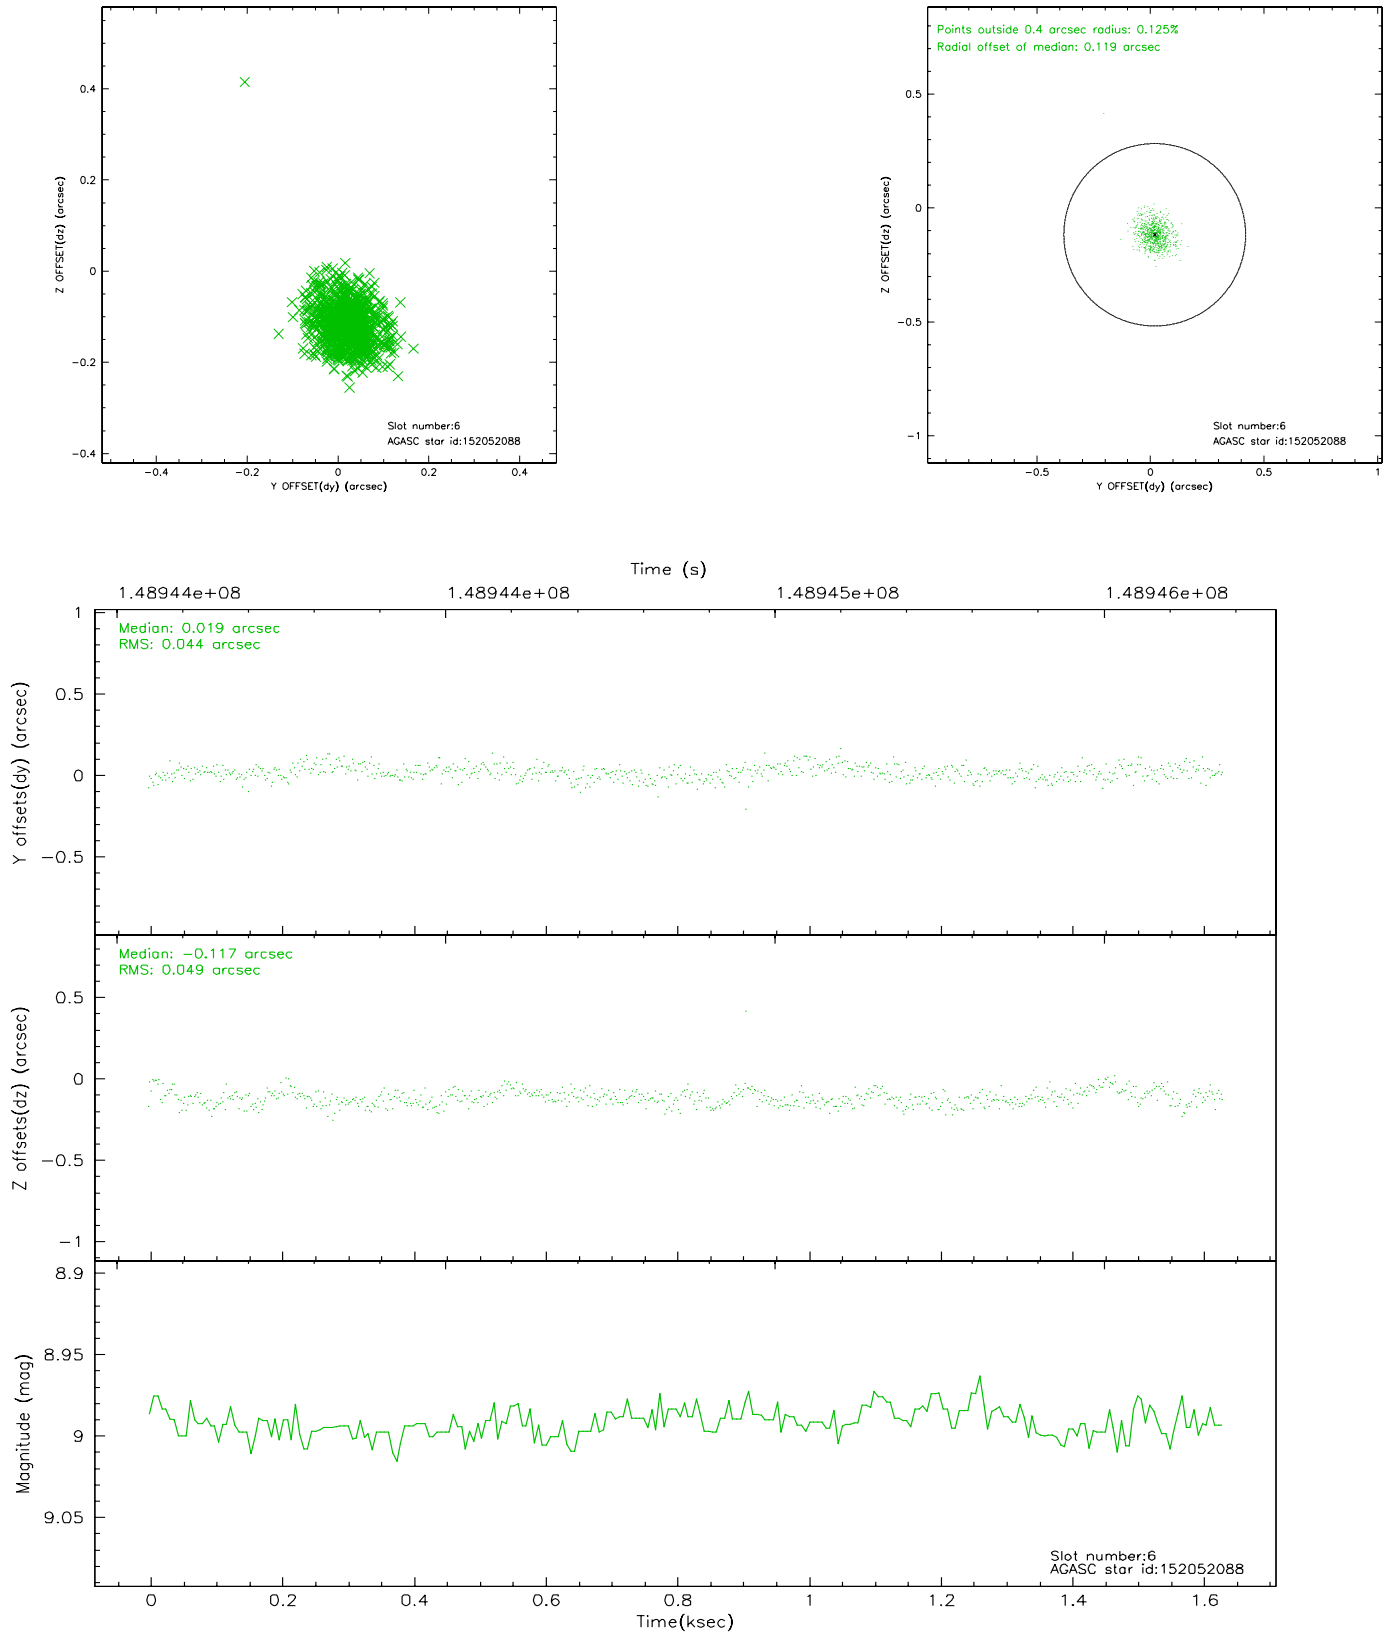 0.4
0.2
0
−0.2
−0.4
Z OFFSET(dz) (arcsec)
Slot number:6
AGASC star id:152052088
−0.4 −0.2 0 0.2 0.4
Y OFFSET(dy) (arcsec)
Points outside 0.4 arcsec radius: 0.125%
Radial offset of median: 0.119 arcsec
0.5
0
−0.5
−1
Z OFFSET(dz) (arcsec)
Slot number:6
AGASC star id:152052088
−0.5 0 0.5 1
Y OFFSET(dy) (arcsec)
Time (s)
1.48944e+08 1.48944e+08 1.48945e+08 1.48946e+08
Median: 0.019 arcsec
RMS: 0.044 arcsec
1
0.5
0
−0.5
Y offsets(dy) (arcsec)
Median: −0.117 arcsec
RMS: 0.049 arcsec
0.5
0
−0.5
−1
Z offsets(dz) (arcsec)
8.9
8.95
9
9.05
Magnitude (mag)
Slot number:6
AGASC star id:152052088
0 0.2 0.4 0.6 0.8 1 1.2 1.4 1.6
Time(ksec)